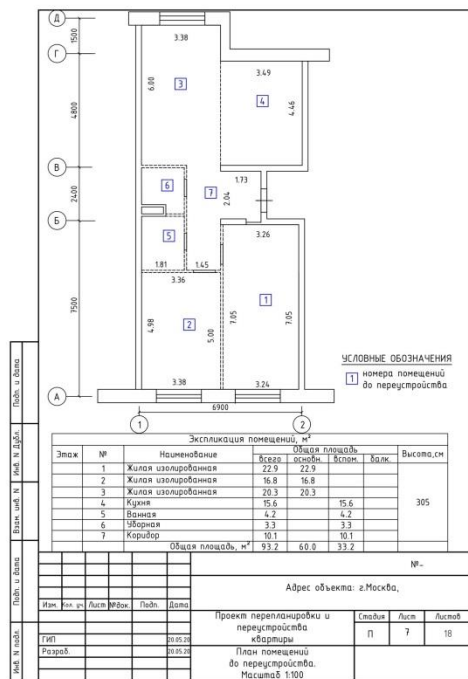 Д
Г
В
Б
А
1500
4800
2400
7500
3.38
6.00
3
3.49
4
4.46
6
7
1.73
2.04
5
3.26
1.81
1.45
3.36
1
2
4.98
5.00
7.05
7.05
3.38
3.24
6900
1
2
УСЛОВНЫЕ ОБОЗНАЧЕНИЯ
1 номера помещений
до переустройства
Экспликация помещений, м²
Этаж № Наименование Общая площадь Высота,см
всего основн. вспом. балк.
1 Жилая изолированная 22.9 22.9
2 Жилая изолированная 16.8 16.8
3 Жилая изолированная 20.3 20.3
4 Кухня 15.6 15.6
5 Ванная 4.2 4.2
6 Уборная 3.3 3.3
7 Коридор 10.1 10.1
305
Общая площадь, м² 93.2 60.0 33.2
Подп. и дата
Инв. N Дубл.
Взам. инв. N
Подп. и дата
Инв. N подл.
№-
Адрес объекта: г.Москва,
Изм. Кол. уч Лист №док. Подп. Дата
Проект перепланировки и
переустройства
квартиры
Стадия Лист Листов
П 7 18
ГИП 20.05.20
Разраб. 20.05.20
План помещений
до переустройства.
Масштаб 1:100